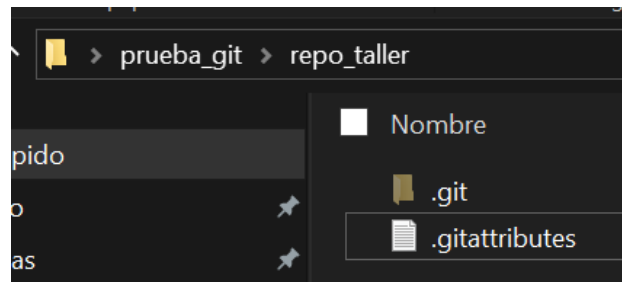 prueba_git > repo_taller
Nombre
pido
.git
o
.gitattributes
as